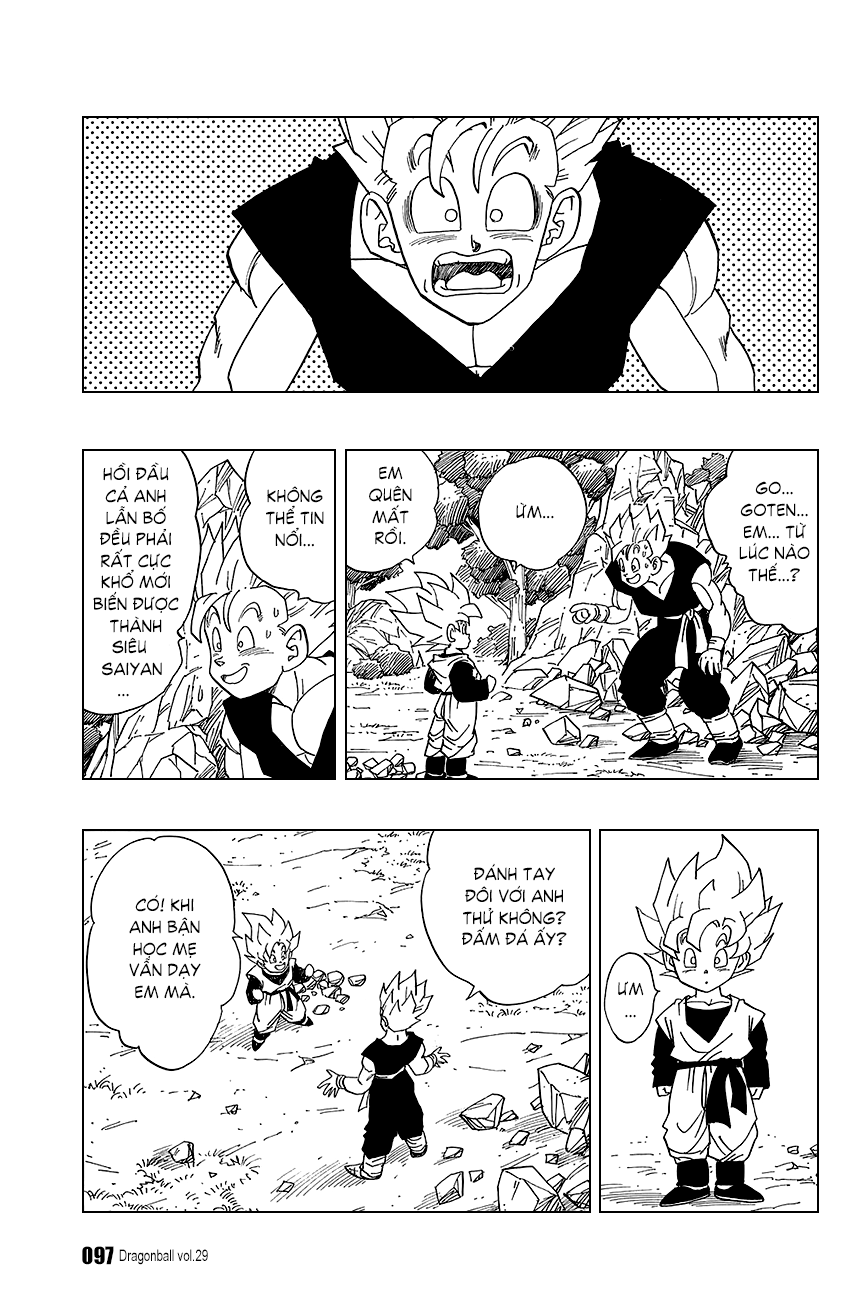 GO...
GOTEN...
EM... TỪ
LÚC NÀO
THẾ...?
ỪM...
EM
QUÊN
MẤT
RỒI.
KHÔNG
THỂ TIN
NỔI...
HỒI ĐẦU
CẢ ANH
LẪN BỐ
ĐỀU PHẢI
RẤT CỰC
KHỔ MỚI
BIẾN ĐƯỢC
THÀNH
SIÊU
SAIYAN
...
ỪM
...
ĐÁNH TAY
ĐÔI VỚI ANH
THỬ KHÔNG?
ĐẤM ĐÁ ẤY?
CÓ! KHI
ANH BẬN
HỌC MẸ
VẪN DẠY
EM MÀ.
097 Dragonball vol.29